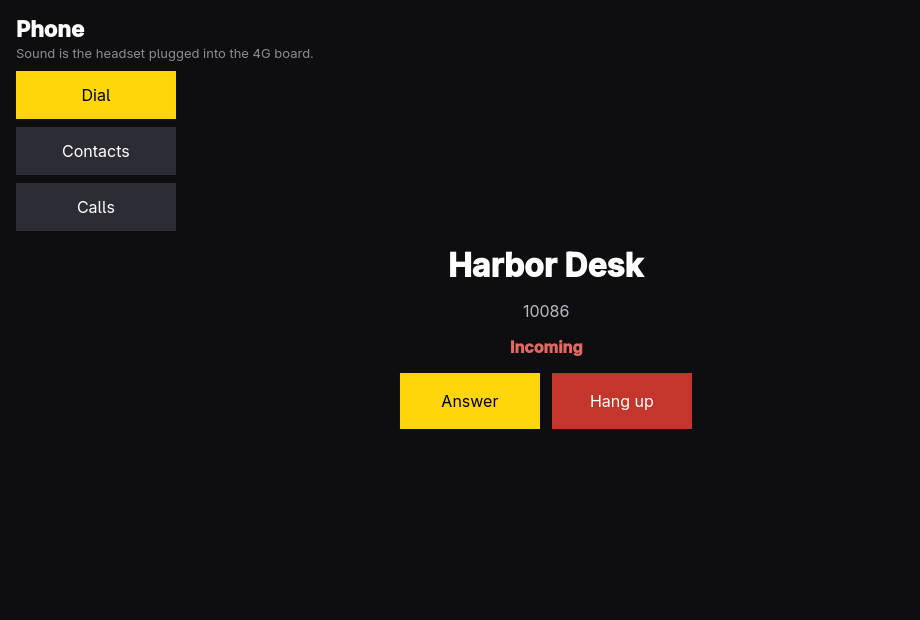 Phone
Sound is the headset plugged into the 4G board.
Dial
Contacts
Calls
Harbor Desk
10086
Incoming
Answer
Hang up